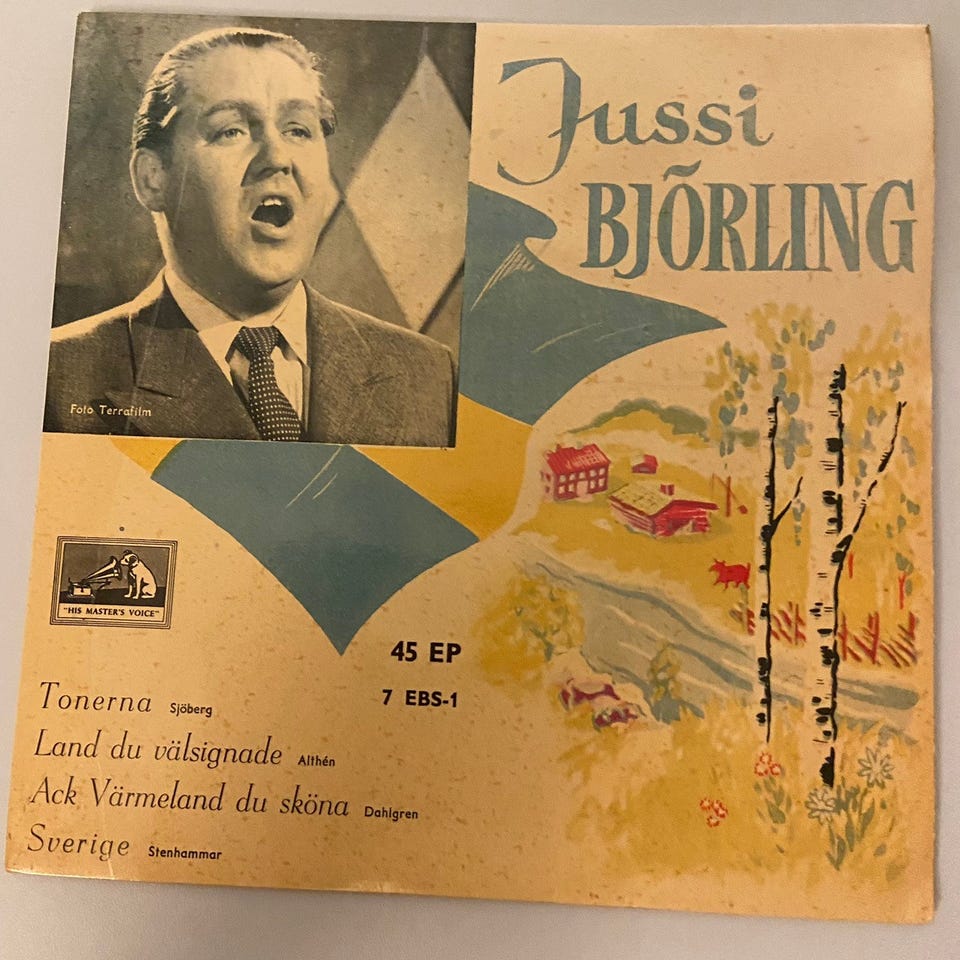 Jussi
BJÕRLING
Foto Terrafilm
"HIS MASTER'S VOICE"
45 EP
7 EBS-1
Tonerna Sjöberg
Land du välsignade Althén
Ack Värmeland du sköna Dahlgren
Sverige Stenhammar